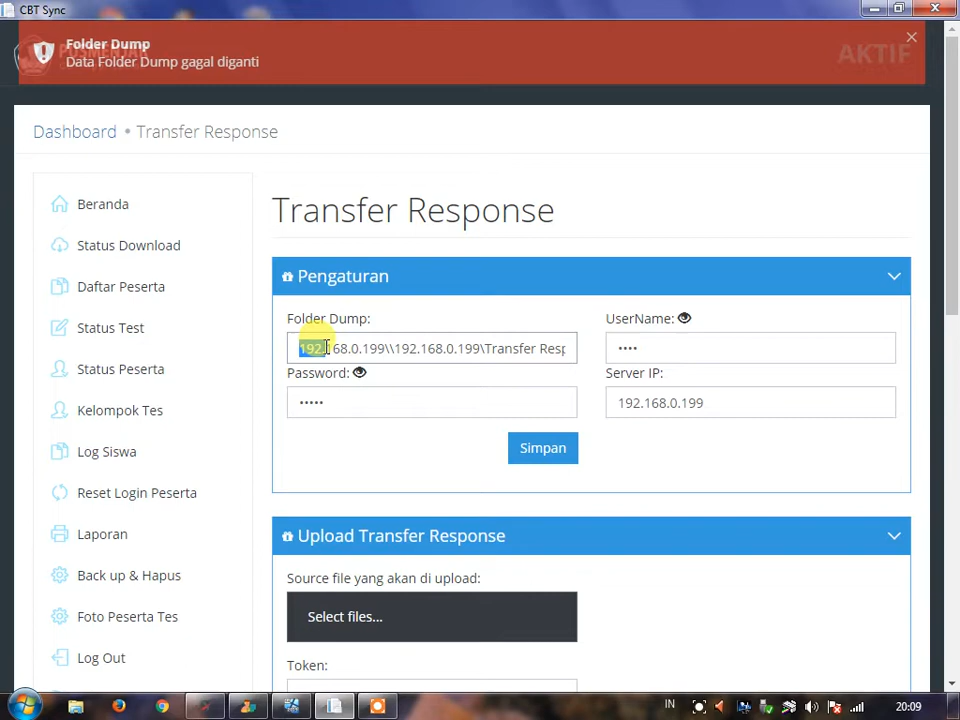 CBT Sync
Folder Dump
Data Folder Dump gagal diganti
AKTIF
Dashboard • Transfer Response
Beranda
Status Download
Daftar Peserta
Status Test
Status Peserta
Kelompok Tes
Log Siswa
Reset Login Peserta
Laporan
Back up & Hapus
Foto Peserta Tes
Log Out
Transfer Response
Pengaturan
Folder Dump:
UserName:
192.168.0.199\\192.168.0.199\Transfer Resp
••••
Password:
Server IP:
•••••
192.168.0.199
Simpan
Upload Transfer Response
Source file yang akan di upload:
Select files...
Token:
IN
20:09